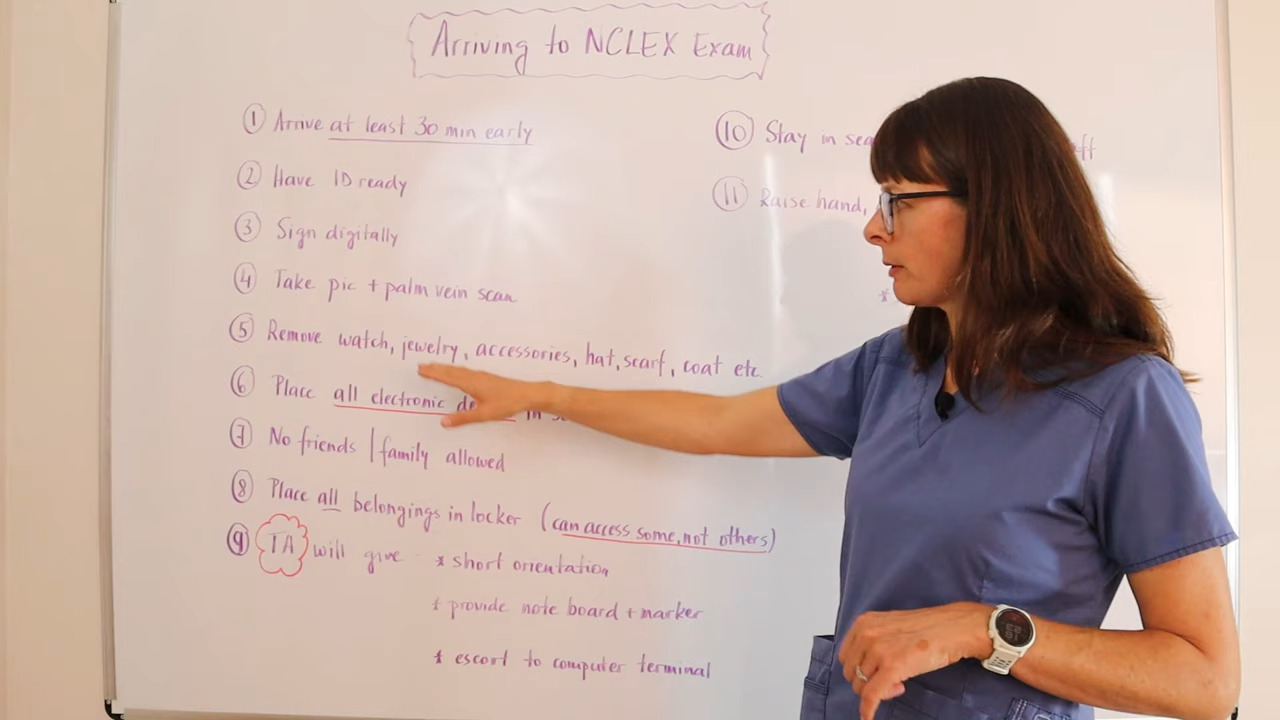 Arriving to NCLEX Exam
① Arrive at least 30 min early
② Have ID ready
③ Sign digitally
④ Take pic + palm vein scan
⑤ Remove watch, jewelry, accessories, hat, scarf, coat etc.
⑥ Place all electronic in
⑦ No friends | family allowed
⑧ Place all belongings in locker (can access some, not others)
⑨ TA will give * short orientation
* provide note board + marker
* escort to computer terminal
⑩ Stay in
⑪ Raise hand,
*